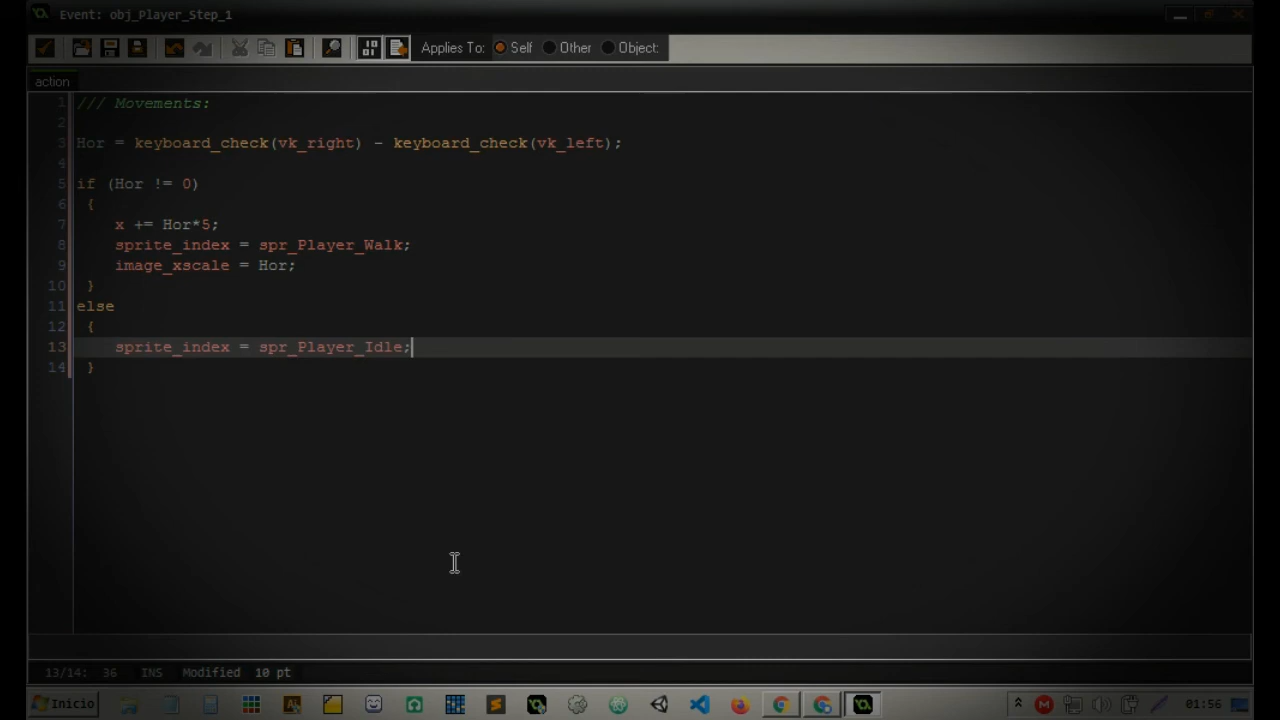 Event: obj_Player_Step_1
Applies To: Self Other Object:
action
1 /// Movements:
2
3 Hor = keyboard_check(vk_right) - keyboard_check(vk_left);
4
5 if (Hor != 0)
6 {
7 x += Hor*5;
8 sprite_index = spr_Player_Walk;
9 image_xscale = Hor;
10 }
11 else
12 {
13 sprite_index = spr_Player_Idle;
14 }
13/14: 36 INS Modified 10 pt
Inicio 01:56